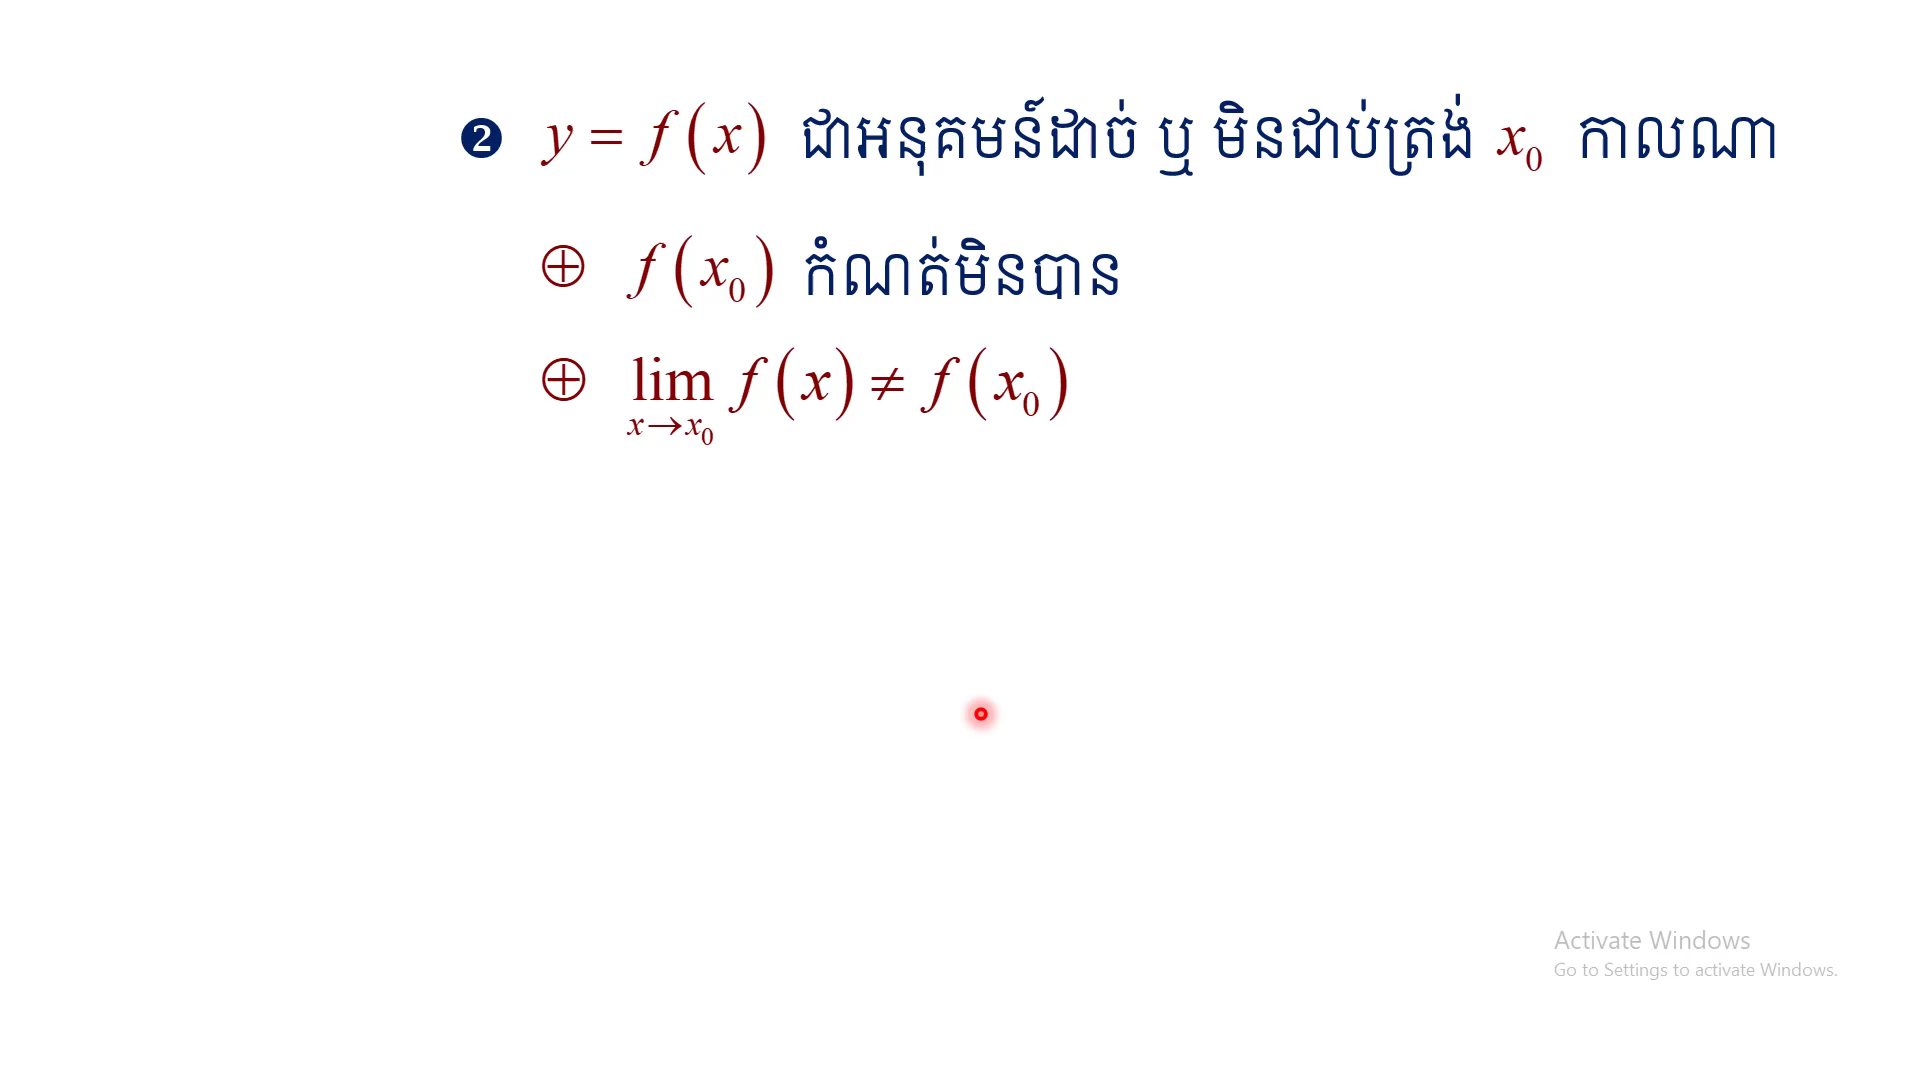 ❷ y = f(x) ជាអនុគមន៍ដាច់ ឬ មិនជាប់ត្រង់ x₀ កាលណា
⊕ f(x₀) កំណត់មិនបាន
⊕ lim x→x₀ f(x) ≠ f(x₀)
Activate Windows
Go to Settings to activate Windows.